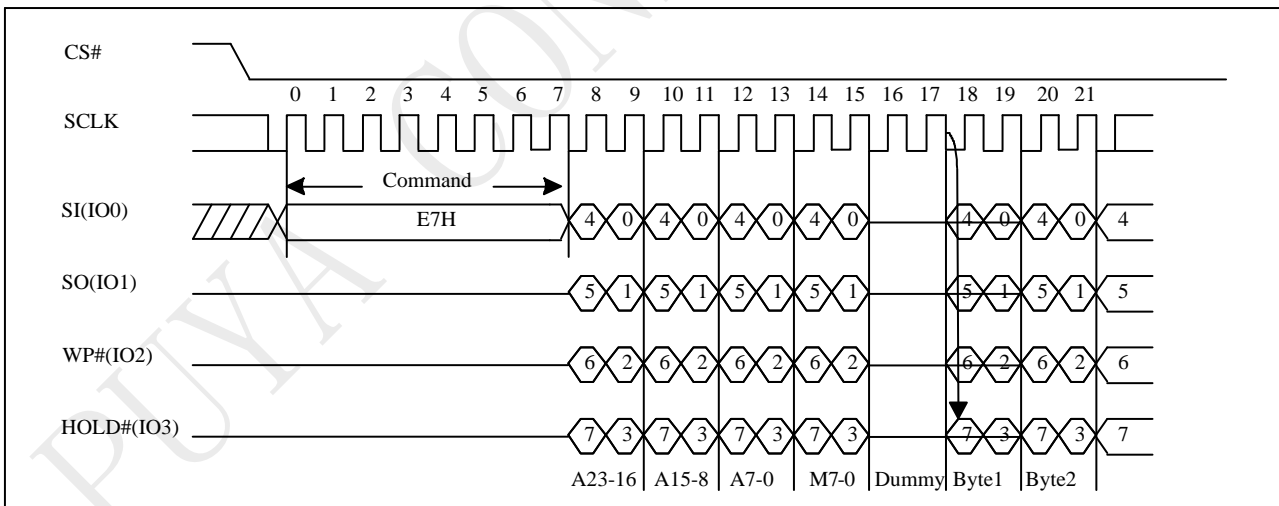 CS#
0 1 2 3 4 5 6 7 8 9 10 11 12 13 14 15 16 17 18 19 20 21
SCLK
Command
SI(IO0) E7H 4 0 4 0 4 0 4 0 4 0 4 0 4
SO(IO1) 5 1 5 1 5 1 5 1 5 1 5 1 5
WP#(IO2) 6 2 6 2 6 2 6 2 6 2 6 2 6
HOLD#(IO3) 7 3 7 3 7 3 7 3 7 3 7 3 7
A23-16 A15-8 A7-0 M7-0 Dummy Byte1 Byte2
PUYA CON